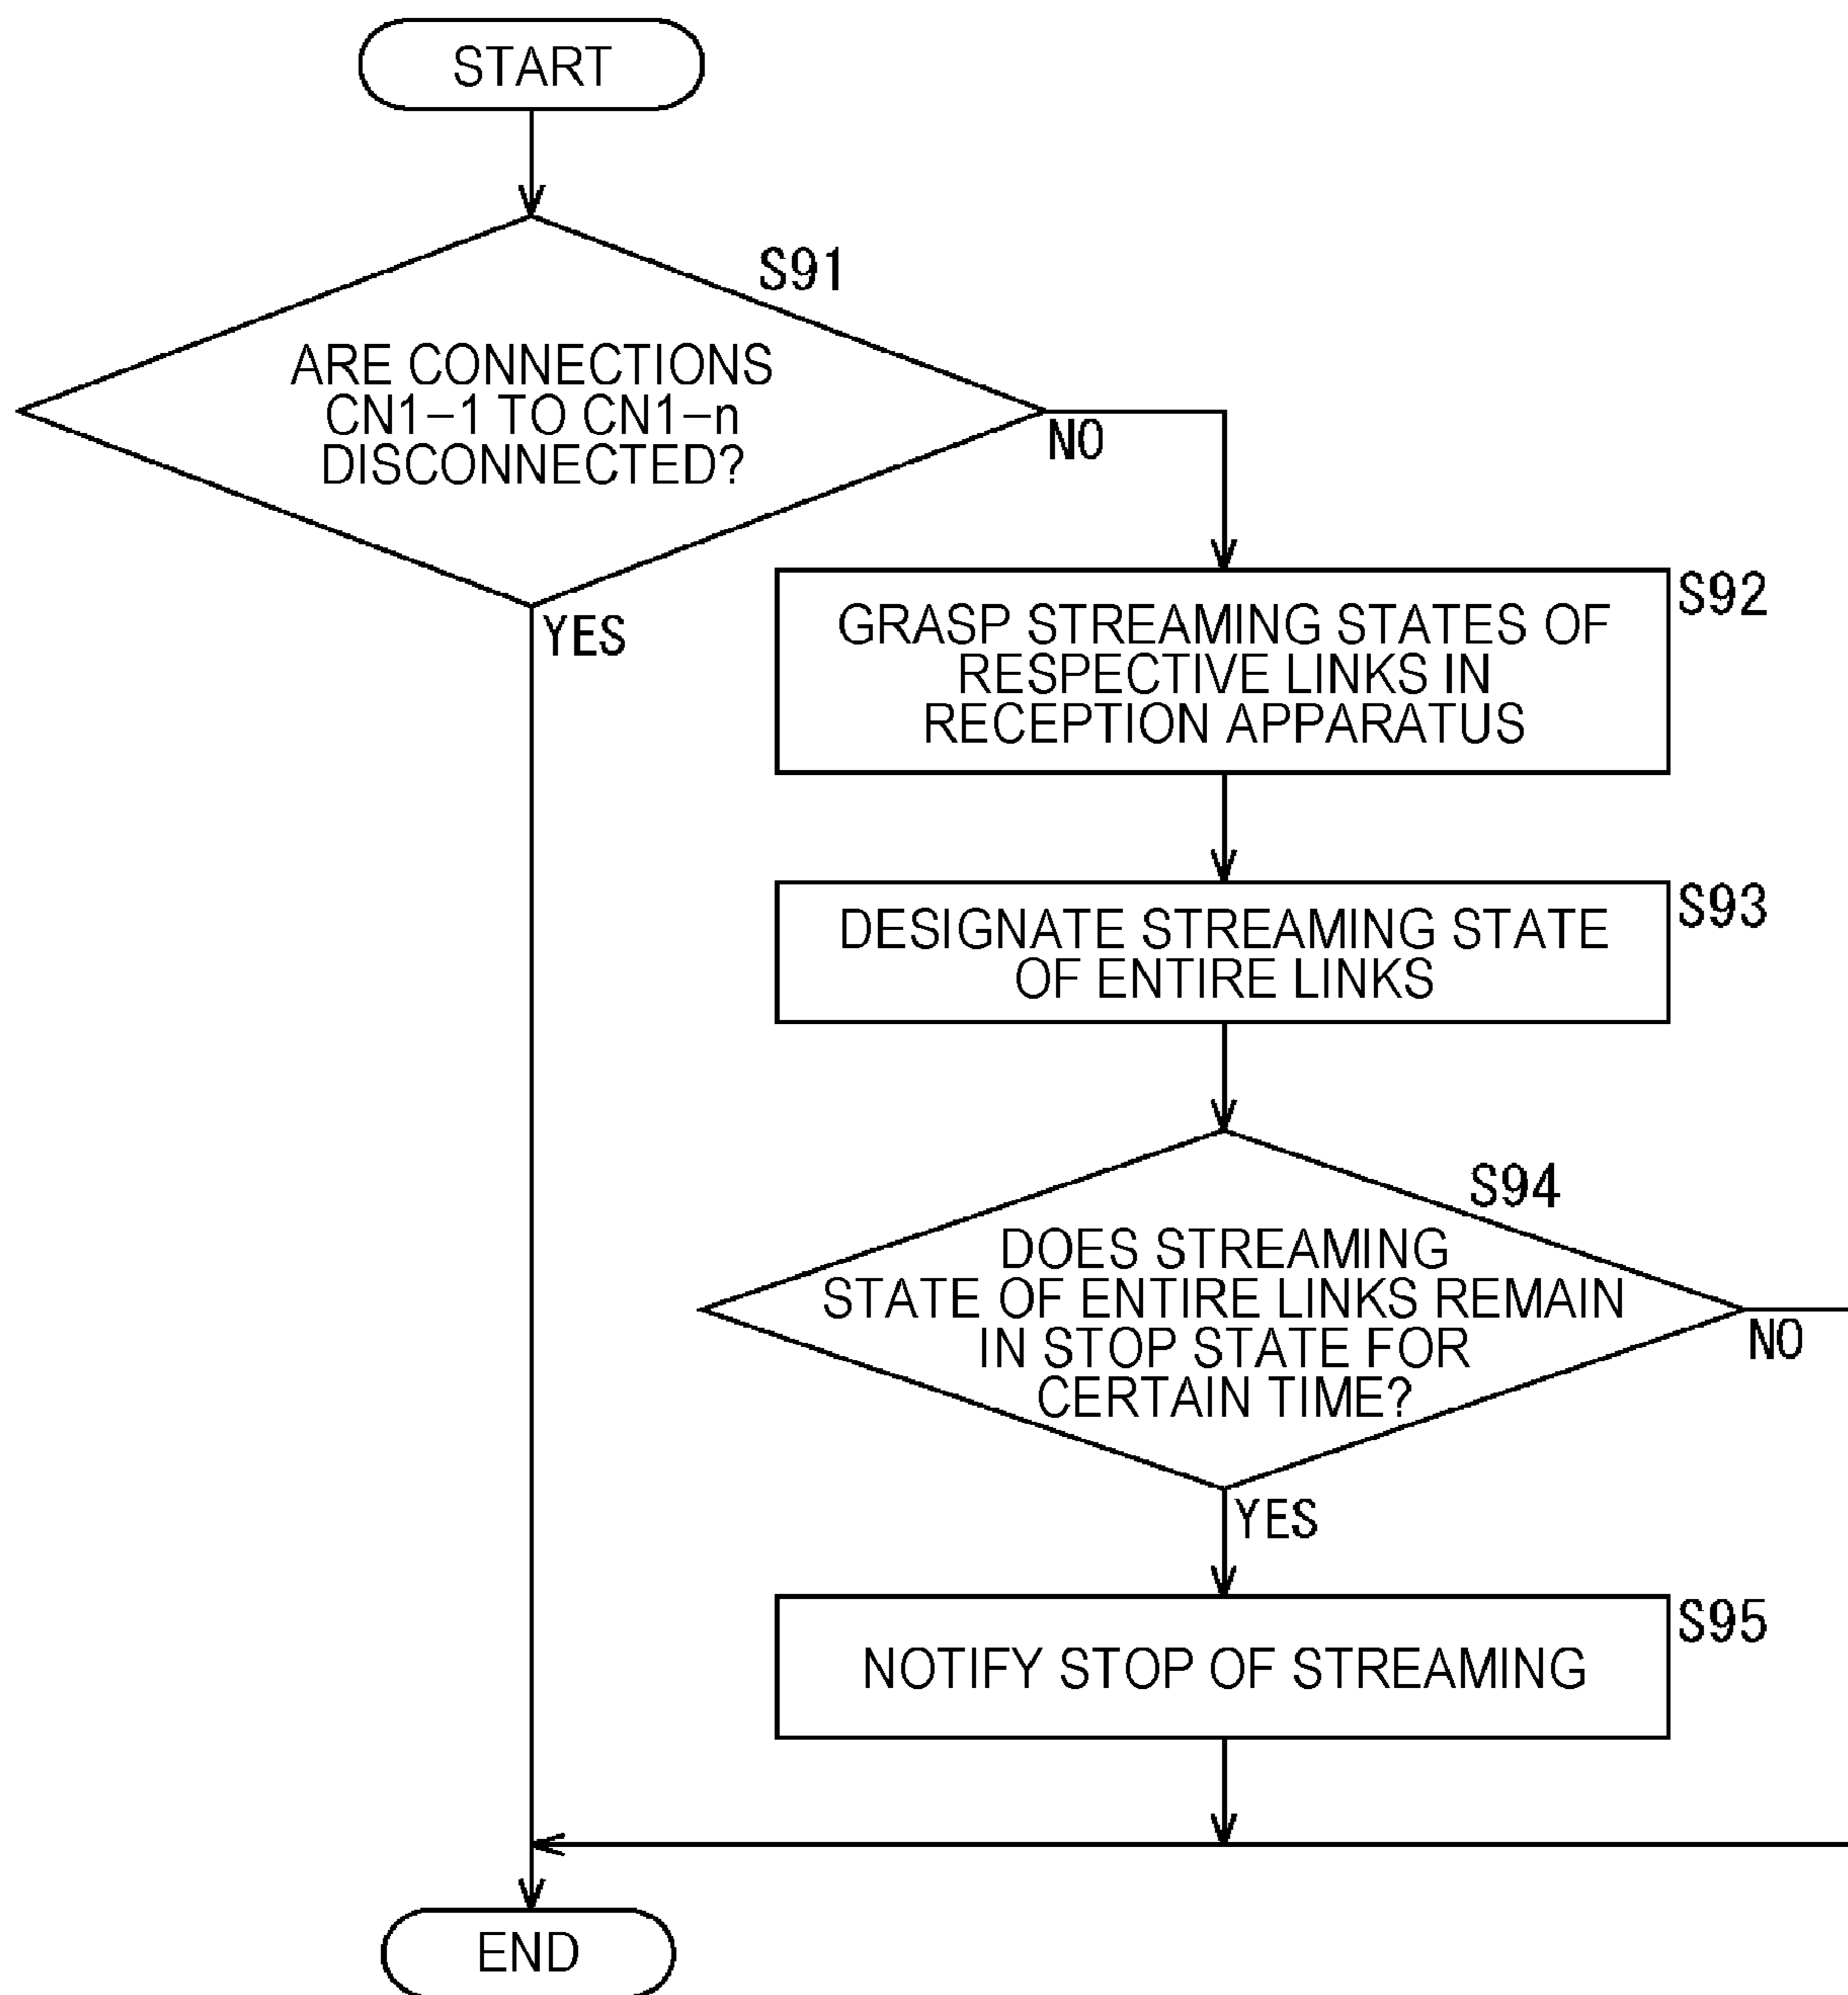 START
S91
ARE CONNECTIONS
CN1-1 TO CN1-n
DISCONNECTED?
NO
YES
S92
GRASP STREAMING STATES OF
RESPECTIVE LINKS IN
RECEPTION APPARATUS
S93
DESIGNATE STREAMING STATE
OF ENTIRE LINKS
S94
DOES STREAMING
STATE OF ENTIRE LINKS REMAIN
IN STOP STATE FOR
CERTAIN TIME?
NO
YES
S95
NOTIFY STOP OF STREAMING
END